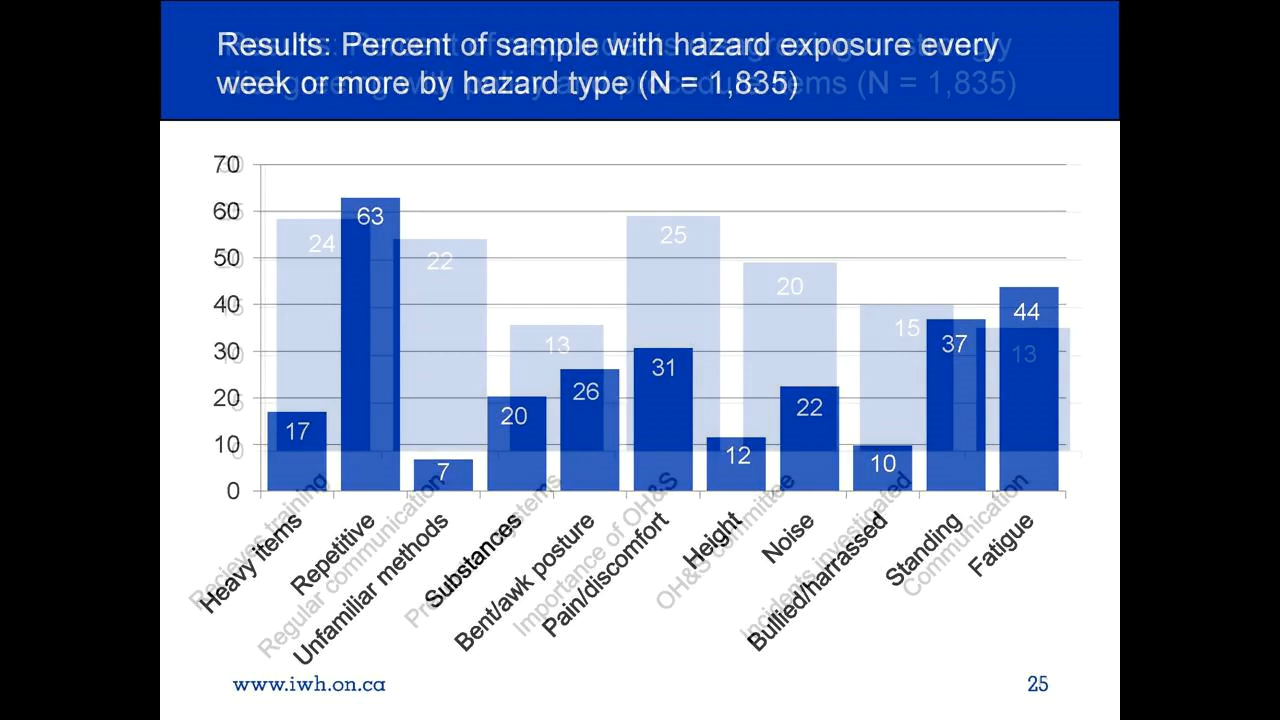 Results: Percent of sample with hazard exposure every
week or more by hazard type (N = 1,835)
70
60
50
40
30
20
10
0
24
22
13
25
20
15
13
17
63
7
20
26
31
12
22
10
37
44
Heavy items
Repetitive
Unfamiliar methods
Substances
Bent/awk posture
Pain/discomfort
Height
Noise
Bullied/harrassed
Standing
Fatigue
training
Regular communication
Importance of OH&S
OH&S committee
Incidents investigated
Communication
www.iwh.on.ca
25